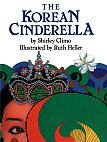 THE
KOREAN
CINDERELLA
by Shirley Climo
Illustrated by Ruth Heller